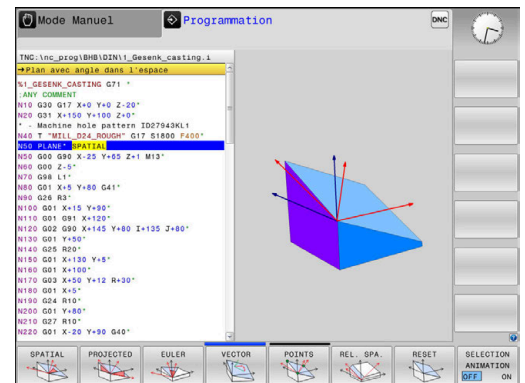 Mode Manuel
Programmation
DNC
TNC:\nc_prog\BHB\DIN\1_Gesenk_casting.i
→Plan avec angle dans l'espace
%1_GESENK_CASTING G71 *
;ANY COMMENT
N10 G30 G17 X+0 Y+0 Z-20*
N20 G31 X+150 Y+100 Z+0*
* - Machine hole pattern ID27943KL1
N40 T "MILL_D24_ROUGH" G17 S1800 F400*
N50 PLANE* SPATIAL
N50 G00 G90 X-25 Y+65 Z+1 M13*
N60 G00 Z-5*
N70 G98 L1*
N80 G01 X+5 Y+80 G41*
N90 G26 R3*
N100 G01 X+15 Y+90*
N110 G01 G91 X+120*
N120 G02 G90 X+145 Y+80 I+135 J+80*
N130 G01 Y+50*
N140 G25 R20*
N150 G01 X+130 Y+5*
N160 G01 X+100*
N170 G03 X+50 Y+12 R+30*
N180 G01 X+5*
N190 G24 R10*
N200 G01 Y+80*
N210 G27 R10*
N220 G01 X-20 Y+90 G40*
SPATIAL
PROJECTED
EULER
VECTOR
POINTS
REL. SPA.
RESET
SELECTION
ANIMATION
OFF ON